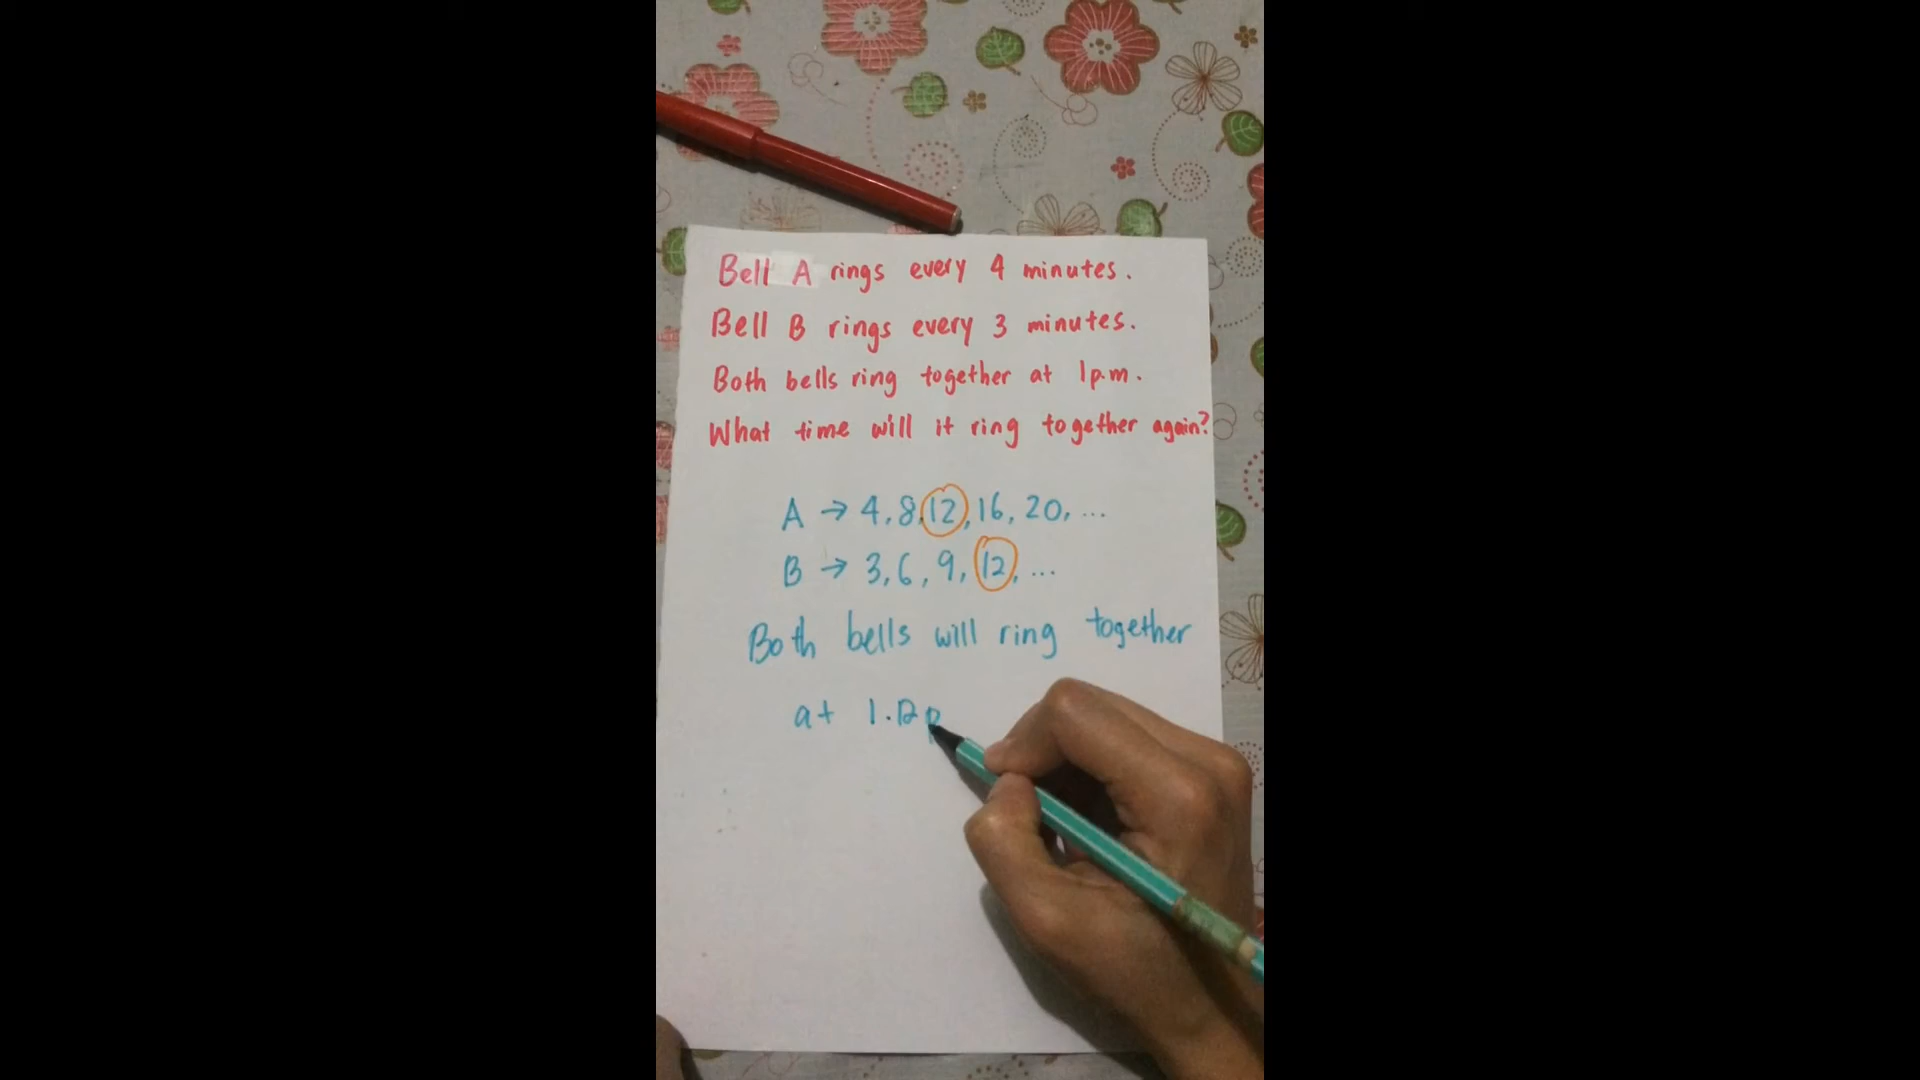 Bell A rings every 4 minutes.
Bell B rings every 3 minutes.
Both bells ring together at 1p.m.
What time will it ring together again?
A → 4, 8, 12, 16, 20, ...
B → 3, 6, 9, 12, ...
Both bells will ring together
at 1.12 p